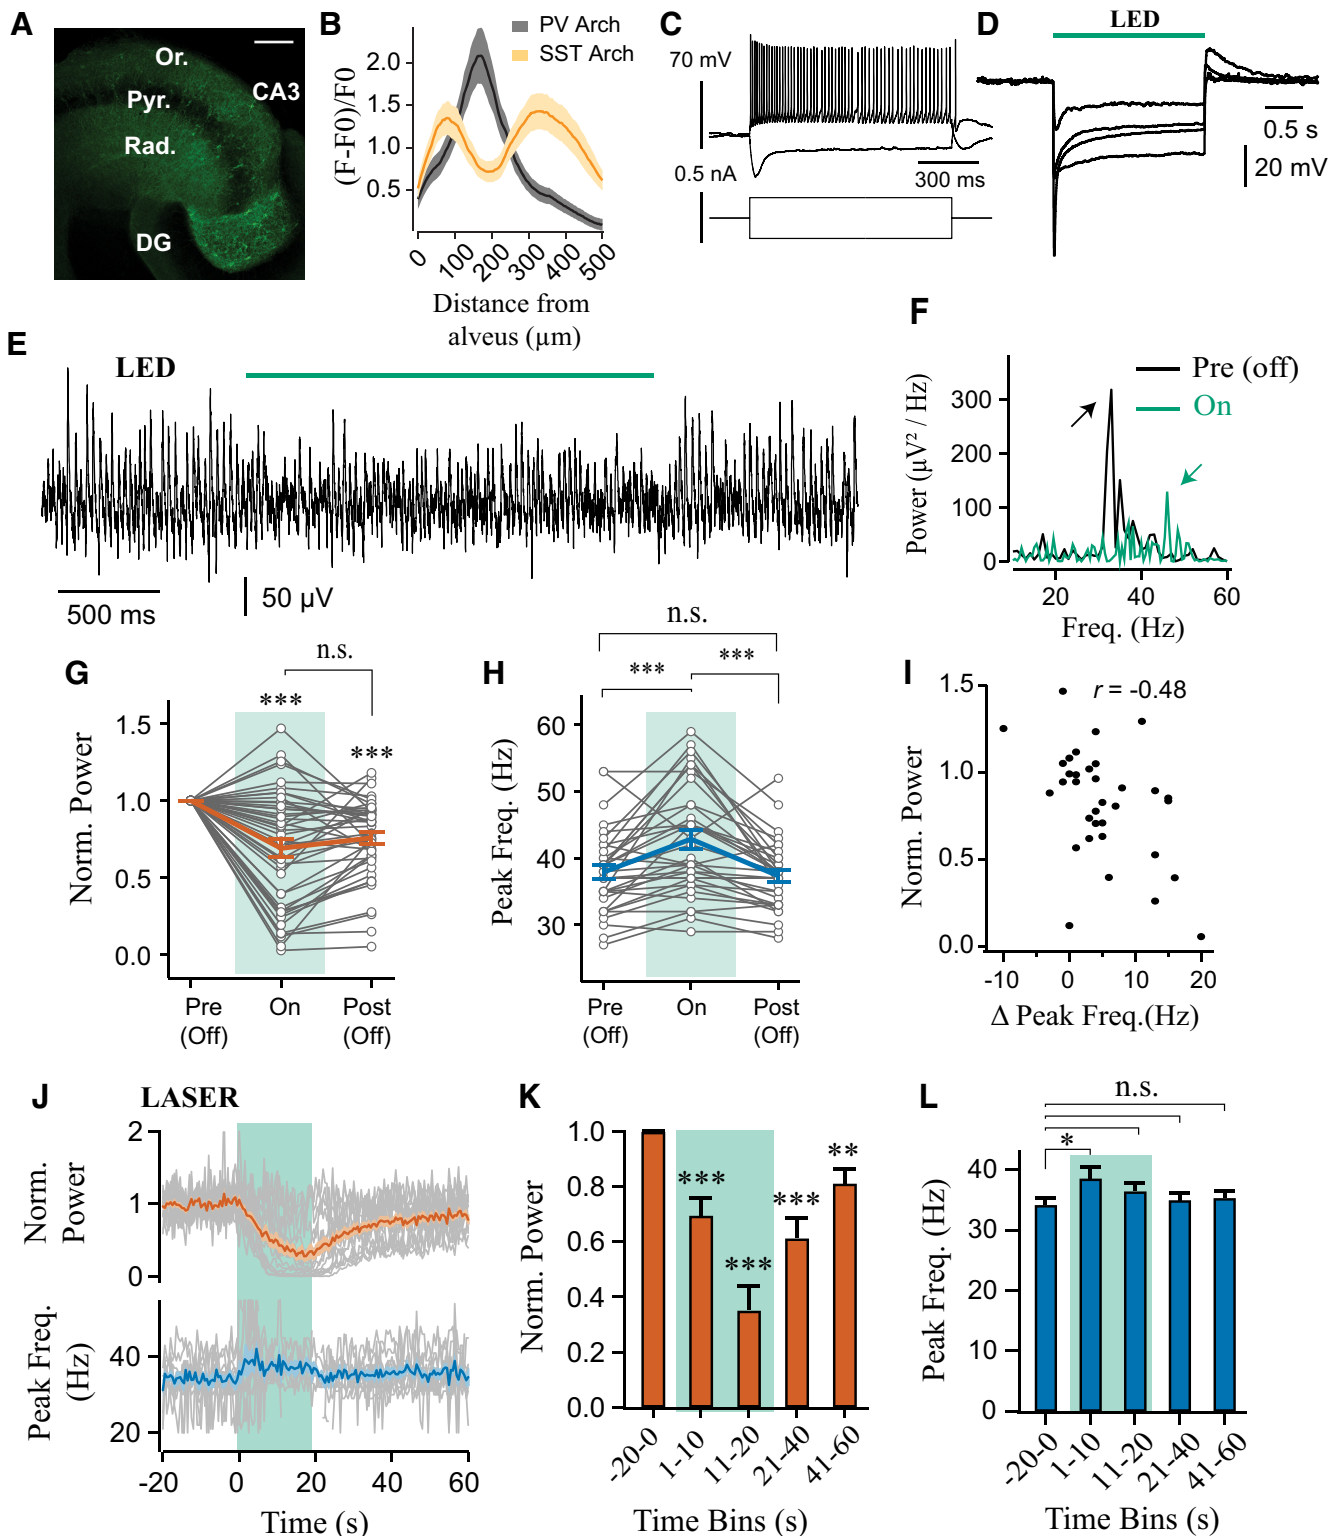 A
Or.
Pyr.
CA3
Rad.
DG
B
PV Arch
SST Arch
(F-F0)/F0
2.0
1.5
1.0
0.5
0
100
200
300
400
500
Distance from
alveus (µm)
C
70 mV
0.5 nA
300 ms
D
LED
0.5 s
20 mV
E
LED
500 ms
50 µV
F
Pre (off)
On
Power (µV² / Hz)
300
200
100
0
20
40
60
Freq. (Hz)
G
n.s.
***
***
Norm. Power
1.5
1.0
0.5
0.0
Pre
(Off)
On
Post
(Off)
H
n.s.
***
***
Peak Freq. (Hz)
60
50
40
30
Pre
(Off)
On
Post
(Off)
I
r = -0.48
Norm. Power
1.5
1.0
0.5
0.0
-10
0
10
20
Δ Peak Freq.(Hz)
J
LASER
Norm.
Power
2
1
0
Peak Freq.
(Hz)
40
20
-20
0
20
40
60
Time (s)
K
Norm. Power
1.0
0.8
0.6
0.4
0.2
0.0
***
***
***
**
-20-0
1-10
11-20
21-40
41-60
Time Bins (s)
L
n.s.
*
Peak Freq. (Hz)
40
30
20
10
0
-20-0
1-10
11-20
21-40
41-60
Time Bins (s)